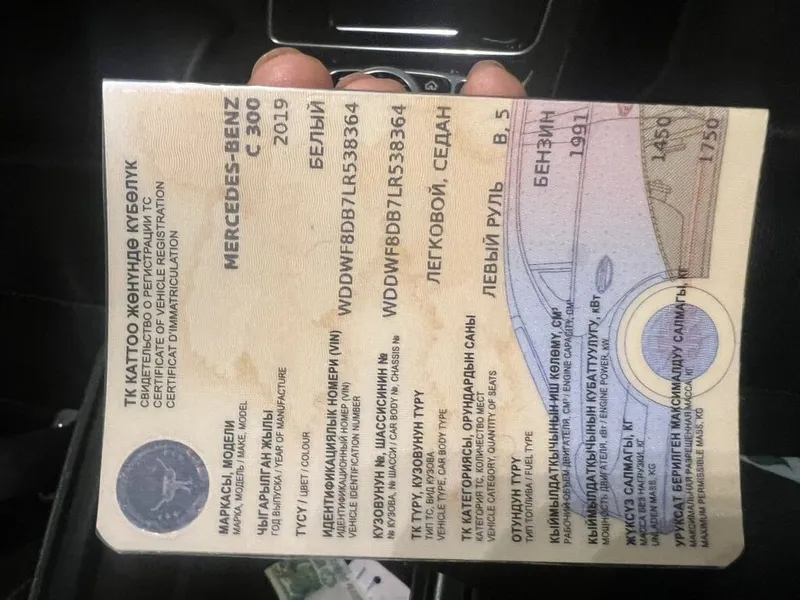 ТК КАТТОО ЖӨНҮНДӨ КҮБӨЛҮК
СВИДЕТЕЛЬСТВО О РЕГИСТРАЦИИ ТС
CERTIFICATE OF VEHICLE REGISTRATION
CERTIFICAT D'IMMATRICULATION
МАРКАСЫ, МОДЕЛИ
МАРКА, МОДЕЛЬ / MAKE, MODEL
MERCEDES-BENZ
C 300
ЧЫГАРЫЛГАН ЖЫЛЫ
ГОД ВЫПУСКА / YEAR OF MANUFACTURE
2019
ТҮСҮ / ЦВЕТ / COLOUR
БЕЛЫЙ
ИДЕНТИФИКАЦИЯЛЫК НОМЕРИ (VIN)
ИДЕНТИФИКАЦИОННЫЙ НОМЕР (VIN)
VEHICLE IDENTIFICATION NUMBER
WDDWF8DB7LR538364
КУЗОВУНУН №, ШАССИСИНИН №
№ КУЗОВА, № ШАССИ / CAR BODY №, CHASSIS №
WDDWF8DB7LR538364
ТК ТҮРҮ, КУЗОВУНУН ТҮРҮ
ТИП ТС, ВИД КУЗОВА
VEHICLE TYPE, CAR BODY TYPE
ЛЕГКОВОЙ, СЕДАН
ТК КАТЕГОРИЯСЫ, ОРУНДАРДЫН САНЫ
КАТЕГОРИЯ ТС, КОЛИЧЕСТВО МЕСТ
VEHICLE CATEGORY, QUANTITY OF SEATS
ЛЕВЫЙ РУЛЬ B, 5
ОТУНДУН ТҮРҮ
ТИП ТОПЛИВА / FUEL TYPE
БЕНЗИН
КЫЙМЫЛДАТКЫЧЫНЫН ИШ КӨЛӨМҮ, СМ³
РАБОЧИЙ ОБЪЕМ ДВИГАТЕЛЯ, СМ³ / ENGINE CAPACITY, CM³
1991
КЫЙМЫЛДАТКЫЧЫНЫН КУБАТТУУЛУГУ, кВт
МОЩНОСТЬ ДВИГАТЕЛЯ, кВт / ENGINE POWER, KW
ЖҮКСҮЗ САЛМАГЫ, КГ
МАССА БЕЗ НАГРУЗКИ, КГ
UNLADEN MASS, KG
1450
УРУКСАТ БЕРИЛГЕН МАКСИМАЛДУУ САЛМАГЫ, КГ
МАКСИМАЛЬНАЯ РАЗРЕШЕННАЯ МАССА, КГ
MAXIMUM PERMISSIBLE MASS, KG
1750